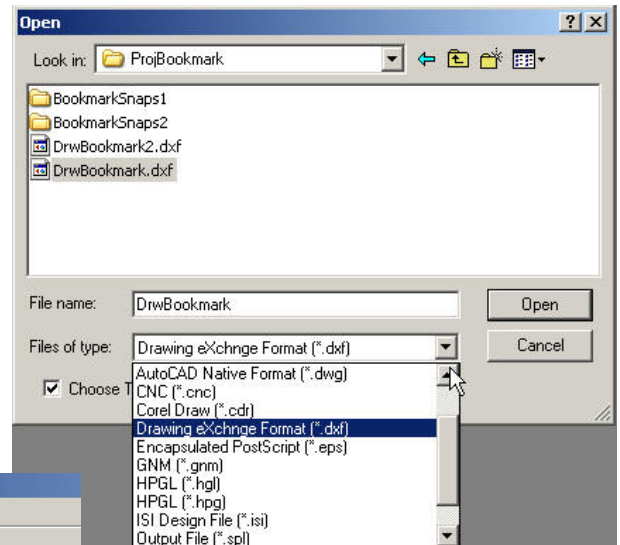 Open
Look in: ProjBookmark
BookmarkSnaps1
BookmarkSnaps2
DrwBookmark2.dxf
DrwBookmark.dxf
File name: DrwBookmark Open
Files of type: Drawing eXchnge Format (*.dxf) Cancel
Choose T
AutoCAD Native Format (*.dwg)
CNC (*.cnc)
Corel Draw (*.cdr)
Drawing eXchnge Format (*.dxf)
Encapsulated PostScript (*.eps)
GNM (*.gnm)
HPGL (*.hgl)
HPGL (*.hpg)
ISI Design File (*.isi)
Output File (*.spl)